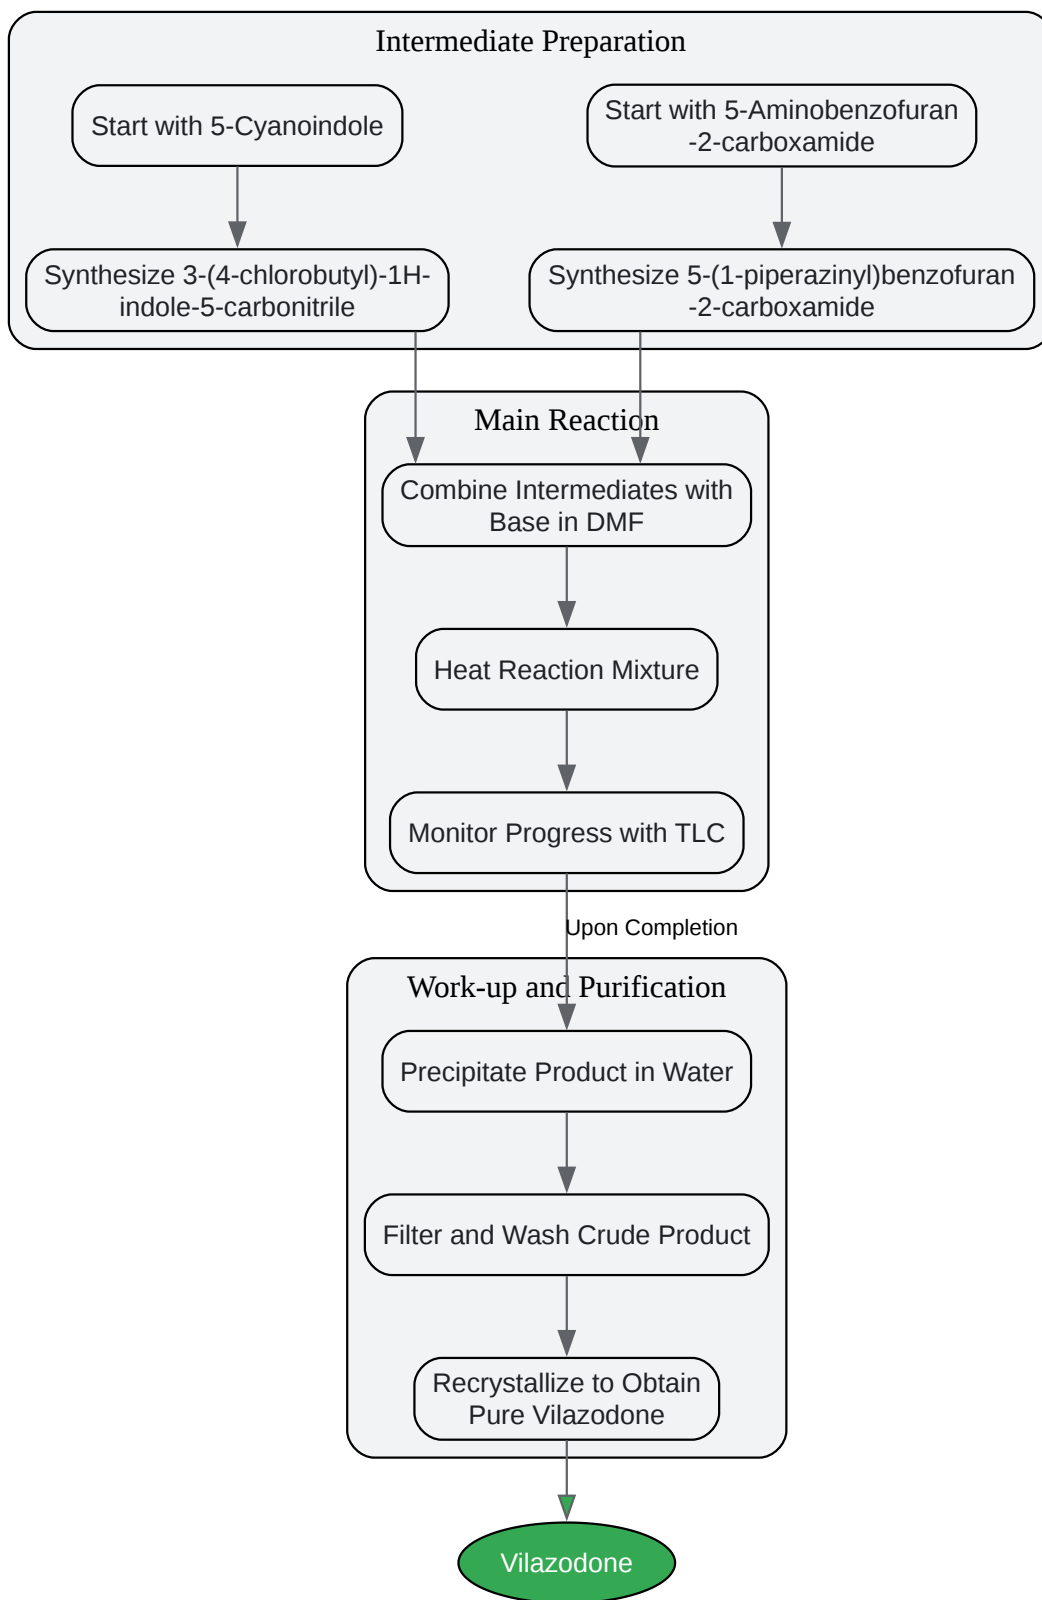 Intermediate Preparation
Start with 5-Cyanoindole
Start with 5-Aminobenzofuran
-2-carboxamide
Synthesize 3-(4-chlorobutyl)-1H-
indole-5-carbonitrile
Synthesize 5-(1-piperazinyl)benzofuran
-2-carboxamide
Main Reaction
Combine Intermediates with
Base in DMF
Heat Reaction Mixture
Monitor Progress with TLC
Upon Completion
Work-up and Purification
Precipitate Product in Water
Filter and Wash Crude Product
Recrystallize to Obtain
Pure Vilazodone
Vilazodone